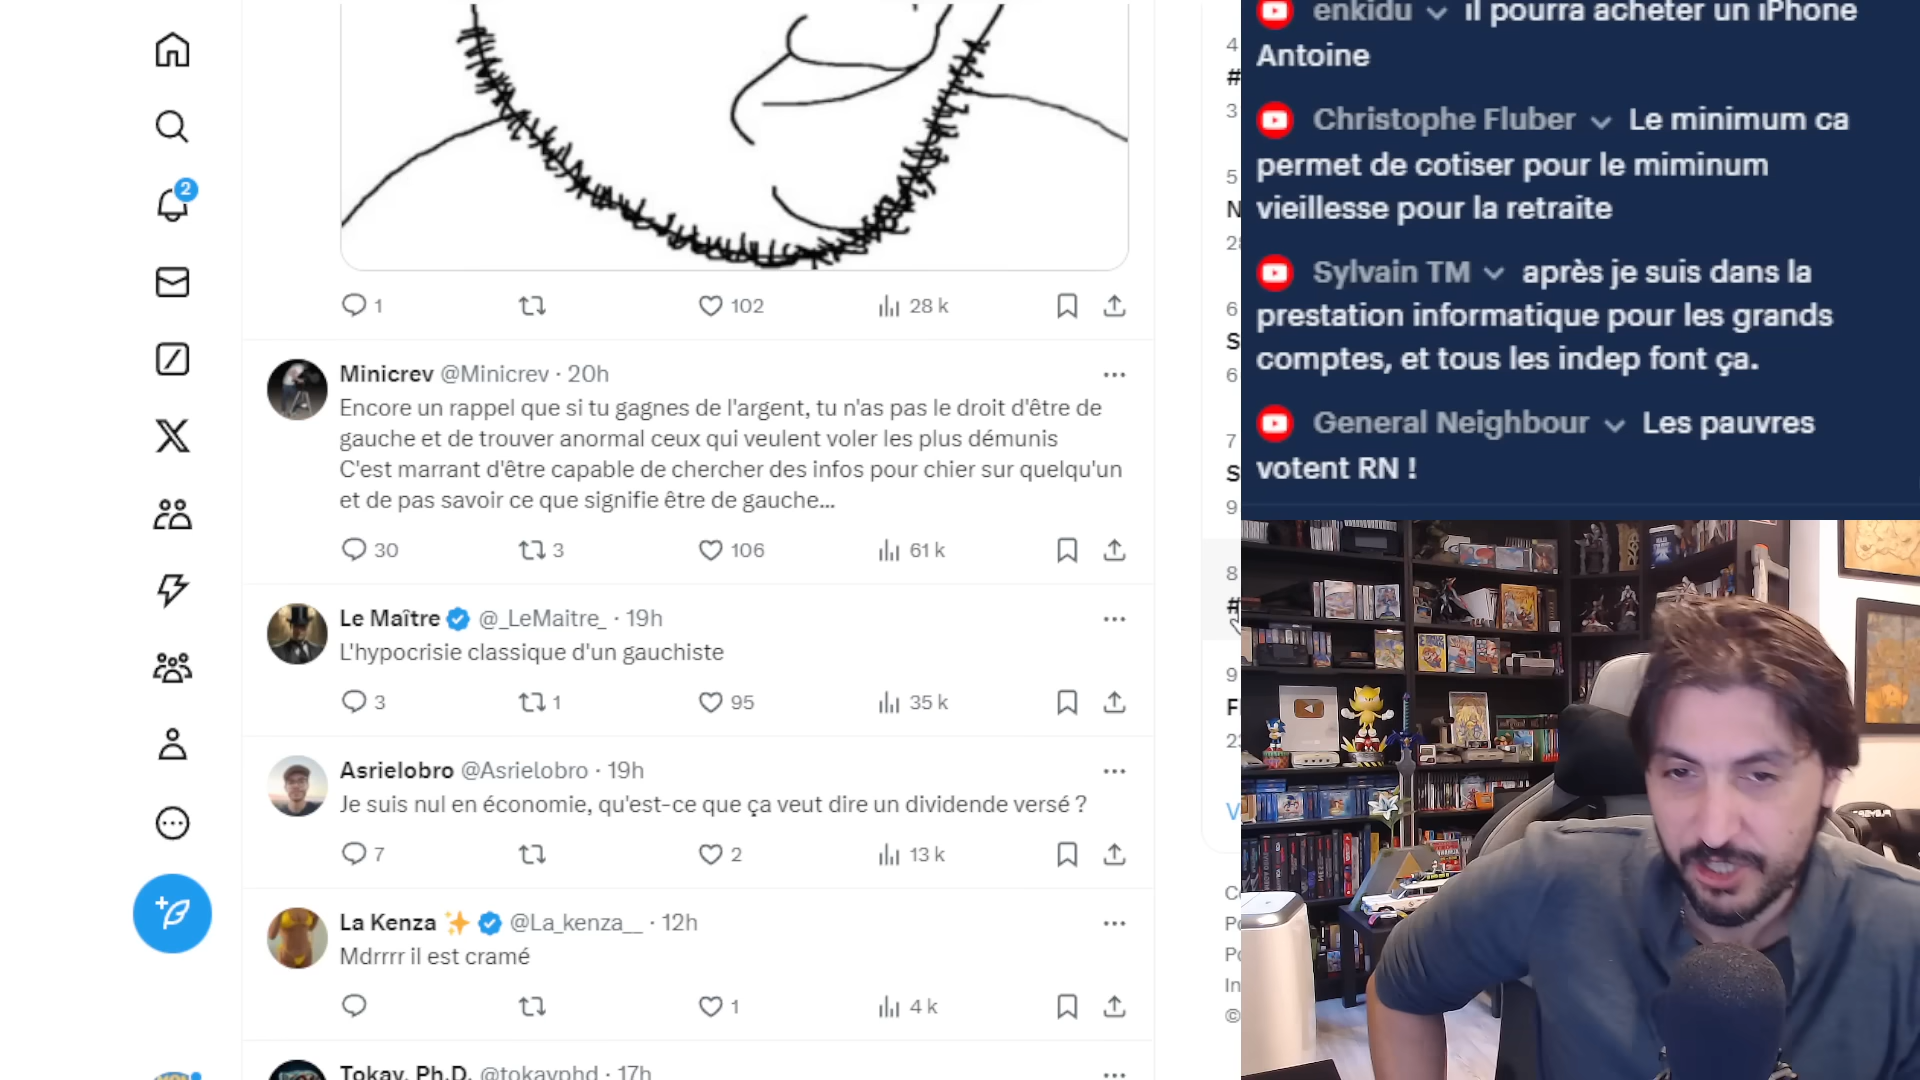 1
102
28 k
Minicrev @Minicrev · 20h
Encore un rappel que si tu gagnes de l'argent, tu n'as pas le droit d'être de
gauche et de trouver anormal ceux qui veulent voler les plus démunis
C'est marrant d'être capable de chercher des infos pour chier sur quelqu'un
et de pas savoir ce que signifie être de gauche...
30
3
106
61 k
Le Maître @_LeMaitre_ · 19h
L'hypocrisie classique d'un gauchiste
3
1
95
35 k
Asrielobro @Asrielobro · 19h
Je suis nul en économie, qu'est-ce que ça veut dire un dividende versé ?
7
2
13 k
La Kenza ✨ @La_kenza__ · 12h
Mdrrrr il est cramé
1
4 k
Tokay, Ph.D. @tokayphd · 17h
2
enkidu il pourra acheter un iPhone
Antoine
Christophe Fluber Le minimum ca
permet de cotiser pour le miminum
vieillesse pour la retraite
Sylvain TM après je suis dans la
prestation informatique pour les grands
comptes, et tous les indep font ça.
General Neighbour Les pauvres
votent RN !